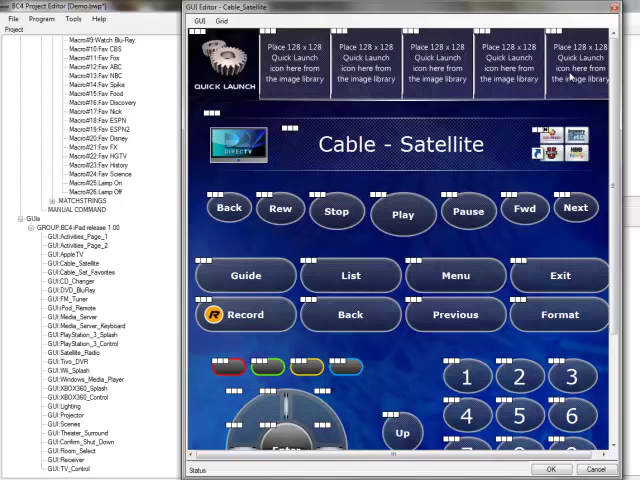 BC4 Project Editor [Demo.bwp*]
File Program Tools Help
Project
Macro#9:Watch Blu-Ray
Macro#10:Fav CBS
Macro#11:Fav Fox
Macro#12:Fav ABC
Macro#13:Fav NBC
Macro#14:Fav Spike
Macro#15:Fav Food
Macro#16:Fav Discovery
Macro#17:Fav Nick
Macro#18:Fav ESPN
Macro#19:Fav ESPN2
Macro#20:Fav Disney
Macro#21:Fav FX
Macro#22:Fav HGTV
Macro#23:Fav History
Macro#24:Fav Science
Macro#25:Lamp On
Macro#26:Lamp Off
MATCHSTRINGS
MANUAL COMMAND
GUIs
GROUP:BC4 iPad release 1.00
GUI:Activities_Page_1
GUI:Activities_Page_2
GUI:AppleTV
GUI:Cable_Satellite
GUI:Cable_Sat_Favorites
GUI:CD_Changer
GUI:DVD_BluRay
GUI:FM_Tuner
GUI:iPod_Remote
GUI:Media_Server
GUI:Media_Server_Keyboard
GUI:PlayStation_3_Splash
GUI:PlayStation_3_Control
GUI:Satellite_Radio
GUI:Tivo_DVR
GUI:Wii_Splash
GUI:Windows_Media_Player
GUI:XBOX360_Splash
GUI:XBOX360_Control
GUI:Lighting
GUI:Projector
GUI:Scenes
GUI:Theater_Surround
GUI:Confirm_Shut_Down
GUI:Room_Select
GUI:Receiver
GUI:TV_Control
GUI Editor - Cable_Satellite
GUI Grid
QUICK LAUNCH
Place 128 x 128
Quick Launch
icon here from
the image library
Place 128 x 128
Quick Launch
icon here from
the image library
Place 128 x 128
Quick Launch
icon here from
the image library
Place 128 x 128
Quick Launch
icon here from
the image library
Place 128 x 128
Quick Launch
icon here from
the image library
DIRECTV
Cable - Satellite
HBO
Back Rew Stop Play Pause Fwd Next
Guide List Menu Exit
R Record Back Previous Format
1 2 3
4 5 6
Up
Status
OK Cancel